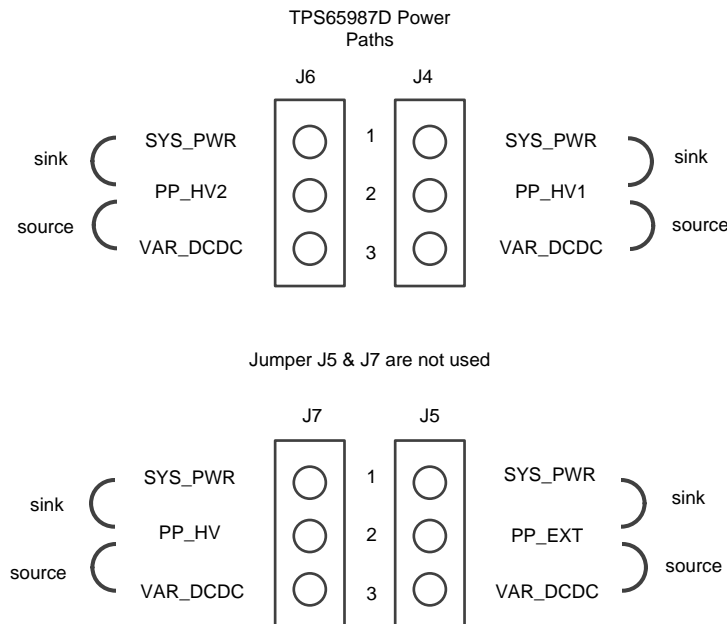 TPS65987D Power
Paths
J6 J4
SYS_PWR 1 SYS_PWR
sink sink
PP_HV2 2 PP_HV1
source source
VAR_DCDC 3 VAR_DCDC
Jumper J5 & J7 are not used
J7 J5
SYS_PWR 1 SYS_PWR
sink sink
PP_HV 2 PP_EXT
source source
VAR_DCDC 3 VAR_DCDC